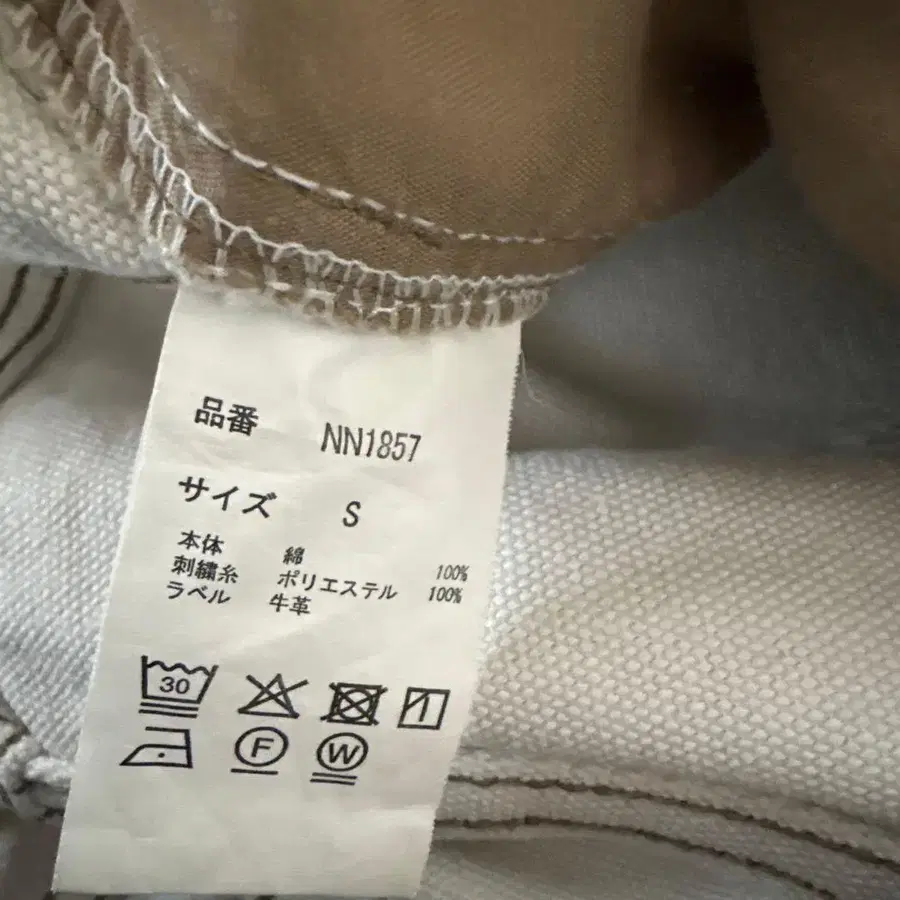 品番 NN1857
サイズ S
本体 綿 100%
刺繍糸 ポリエステル 100%
ラベル 牛革
30
F W